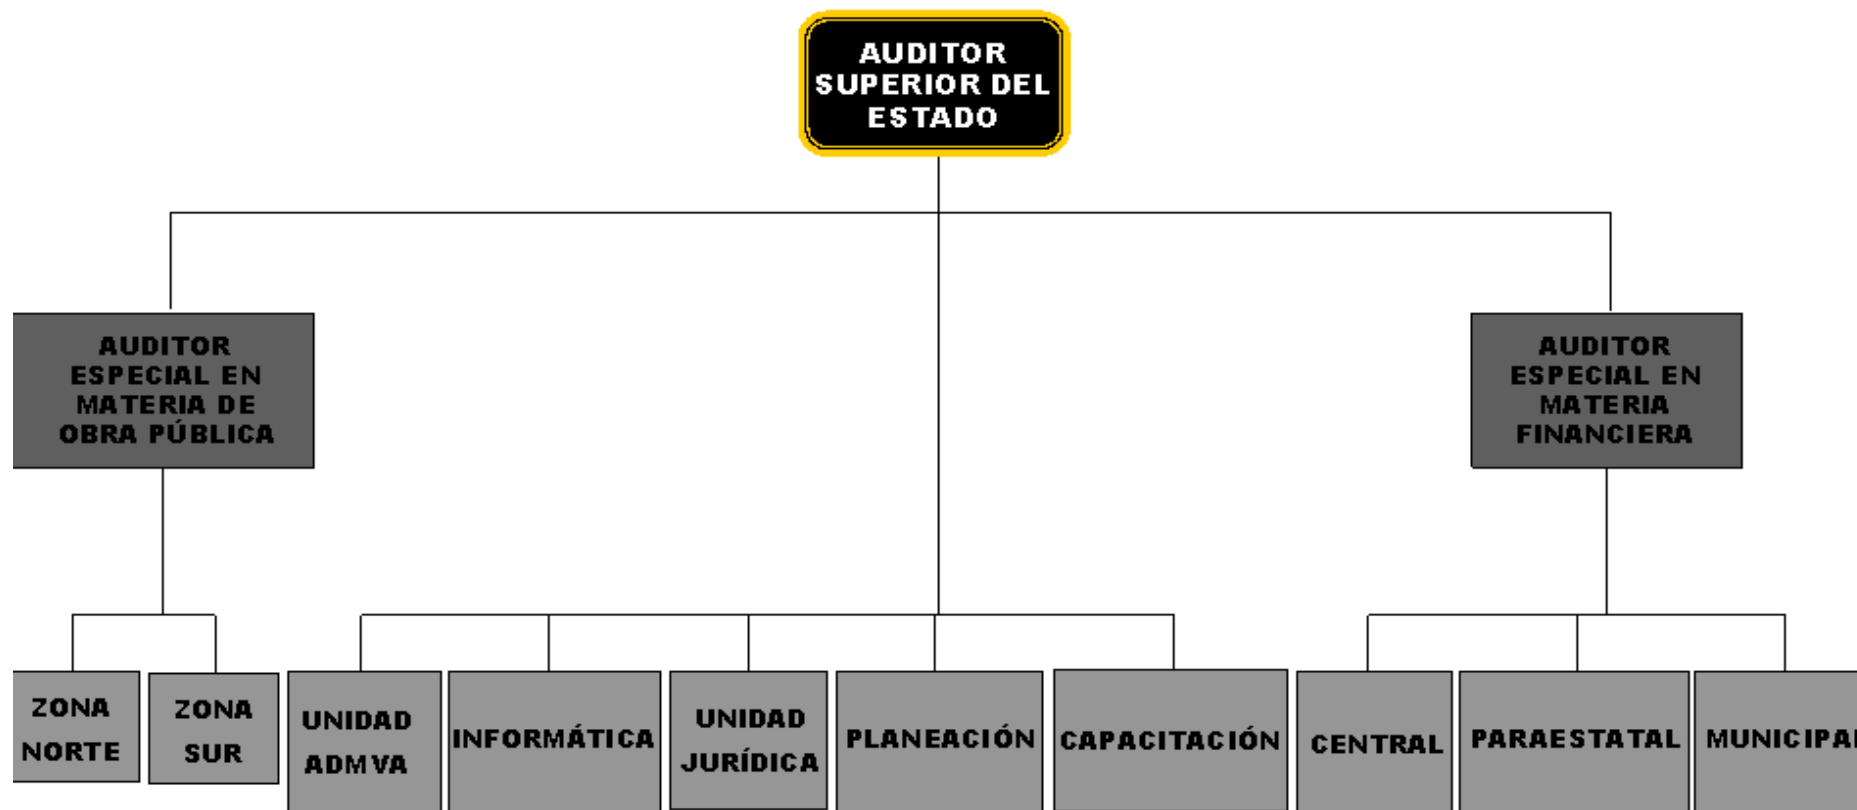 AUDITOR
SUPERIOR DEL
ESTADO
AUDITOR
ESPECIAL EN
MATERIA DE
OBRA PÚBLICA
AUDITOR
ESPECIAL EN
MATERIA
FINANCIERA
ZONA
NORTE
ZONA
SUR
UNIDAD
ADMVA
INFORMÁTICA
UNIDAD
JURÍDICA
PLANEACIÓN
CAPACITACIÓN
CENTRAL
PARAESTATAL
MUNICIPAL